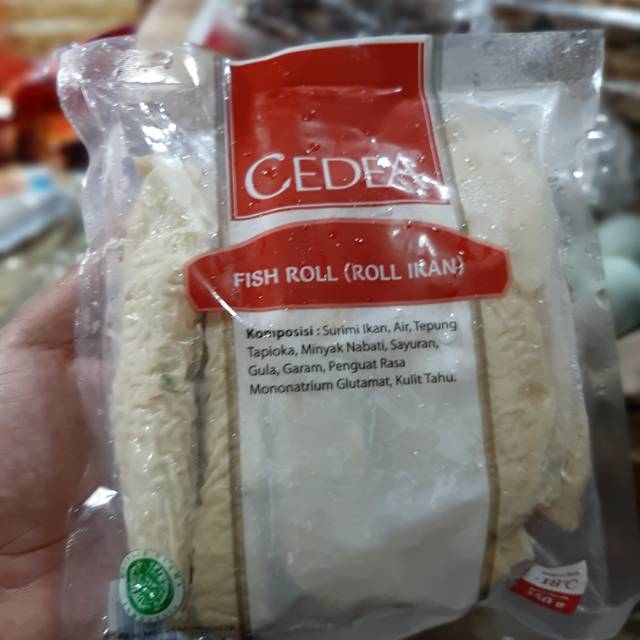 CEDEA
FISH ROLL (ROLL IKAN)
Komposisi : Surimi Ikan, Air, Tepung
Tapioka, Minyak Nabati, Sayuran,
Gula, Garam, Penguat Rasa
Mononatrium Glutamat, Kulit Tahu.
-18°C